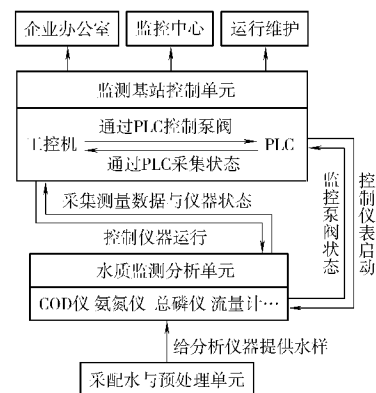 企业办公室 监控中心 运行维护
监测基站控制单元
通过PLC控制泵阀
工控机 PLC
通过PLC采集状态
采集测量数据与仪器状态
控制仪器运行
监控泵阀状态
控制仪表启动
水质监测分析单元
COD仪 氨氮仪 总磷仪 流量计…
给分析仪器提供水样
采配水与预处理单元